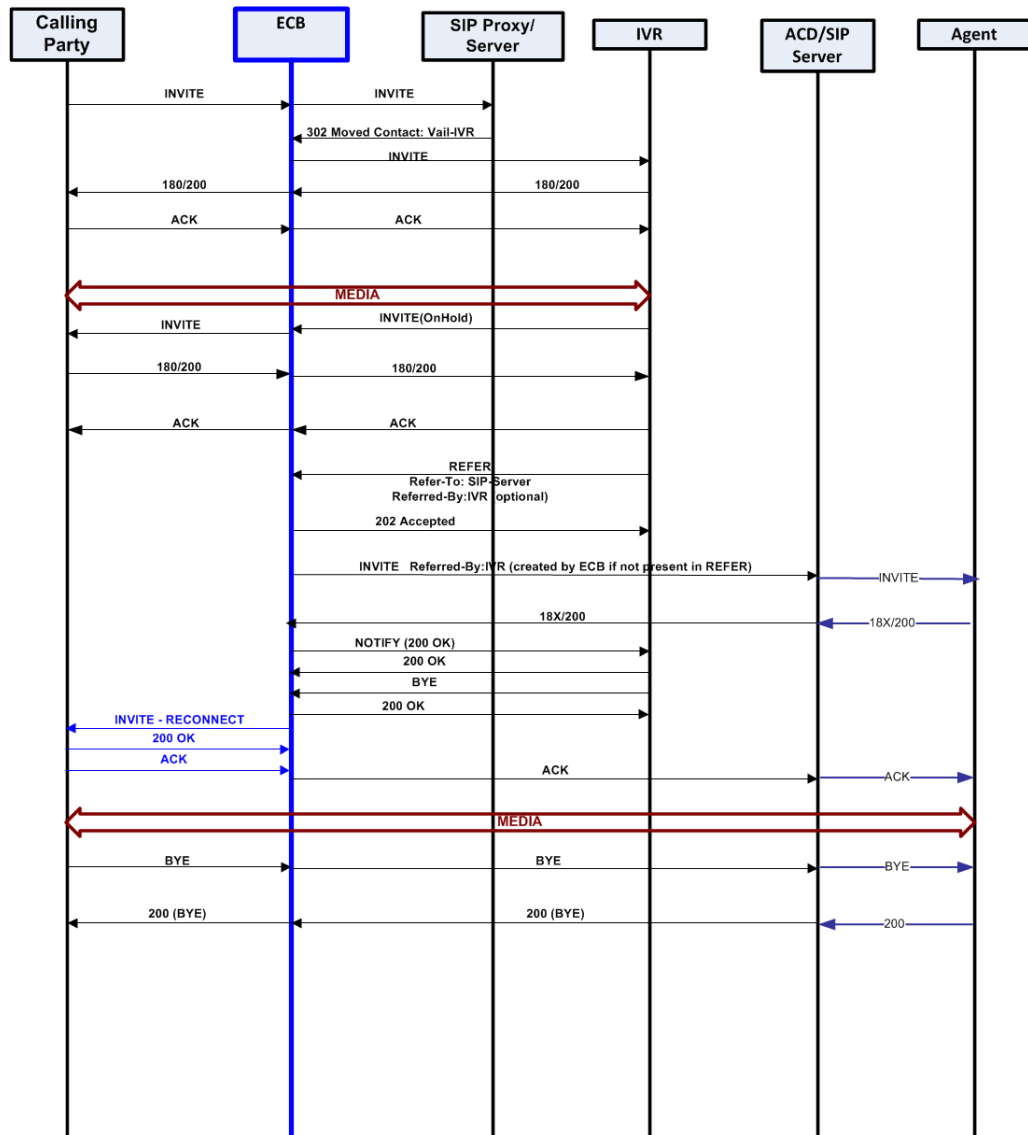 Calling
Party
ECB
SIP Proxy/
Server
IVR
ACD/SIP
Server
Agent
INVITE
INVITE
302 Moved Contact: Vail-IVR
INVITE
180/200
180/200
ACK
ACK
MEDIA
INVITE(OnHold)
INVITE
180/200
180/200
ACK
ACK
REFER
Refer-To: SIP-Server
Referred-By:IVR (optional)
202 Accepted
INVITE Referred-By:IVR (created by ECB if not present in REFER)
INVITE
18X/200
18X/200
NOTIFY (200 OK)
200 OK
BYE
200 OK
INVITE - RECONNECT
200 OK
ACK
ACK
ACK
MEDIA
BYE
BYE
BYE
200 (BYE)
200 (BYE)
200